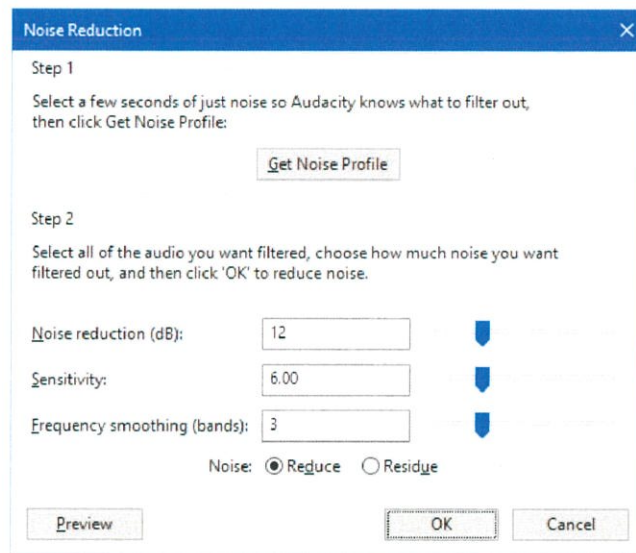 Noise Reduction
Step 1
Select a few seconds of just noise so Audacity knows what to filter out,
then click Get Noise Profile:
Get Noise Profile
Step 2
Select all of the audio you want filtered, choose how much noise you want
filtered out, and then click 'OK' to reduce noise.
Noise reduction (dB): 12
Sensitivity: 6.00
Frequency smoothing (bands): 3
Noise: Reduce Residue
Preview OK Cancel